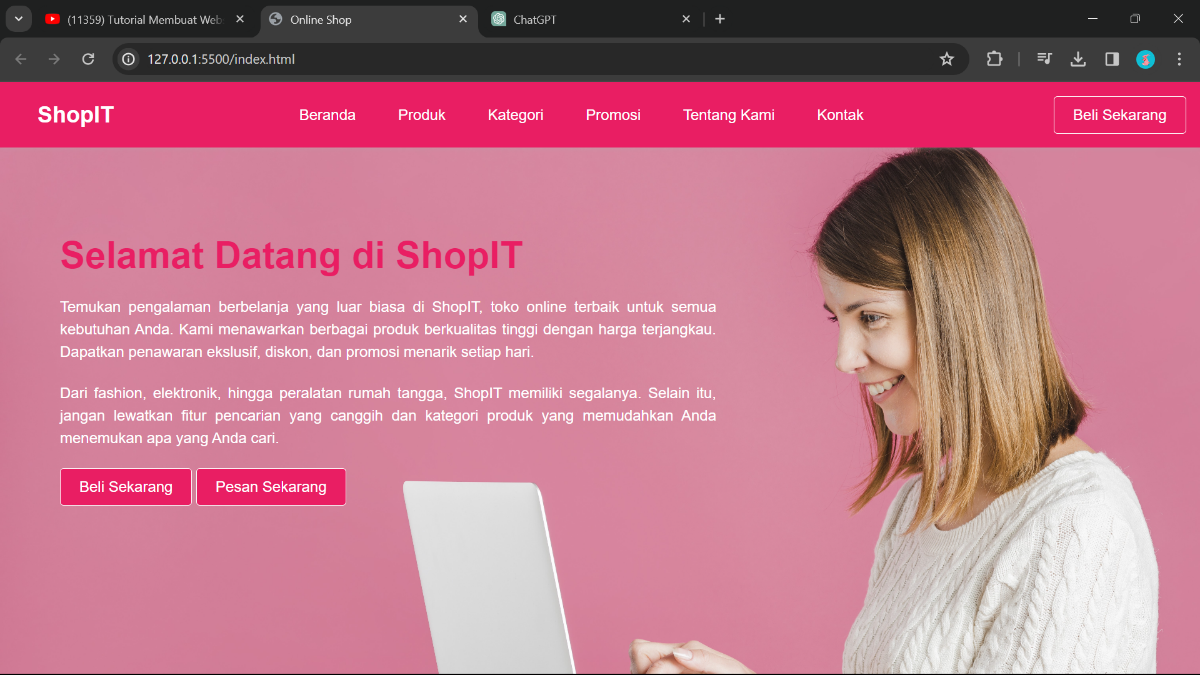 (11359) Tutorial Membuat Web
Online Shop
ChatGPT
127.0.0.1:5500/index.html
ShopIT
Beranda
Produk
Kategori
Promosi
Tentang Kami
Kontak
Beli Sekarang
Selamat Datang di ShopIT
Temukan pengalaman berbelanja yang luar biasa di ShopIT, toko online terbaik untuk semua
kebutuhan Anda. Kami menawarkan berbagai produk berkualitas tinggi dengan harga terjangkau.
Dapatkan penawaran ekslusif, diskon, dan promosi menarik setiap hari.
Dari fashion, elektronik, hingga peralatan rumah tangga, ShopIT memiliki segalanya. Selain itu,
jangan lewatkan fitur pencarian yang canggih dan kategori produk yang memudahkan Anda
menemukan apa yang Anda cari.
Beli Sekarang
Pesan Sekarang